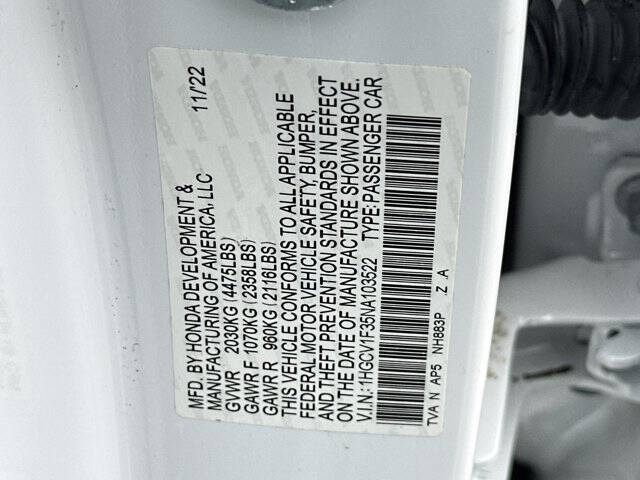 MFD. BY HONDA DEVELOPMENT & 11/22
MANUFACTURING OF AMERICA, LLC
GVWR 2030KG (4475LBS)
GAWR F 1070KG (2358LBS)
GAWR R 960KG (2116LBS)
THIS VEHICLE CONFORMS TO ALL APPLICABLE
FEDERAL MOTOR VEHICLE SAFETY, BUMPER,
AND THEFT PREVENTION STANDARDS IN EFFECT
ON THE DATE OF MANUFACTURE SHOWN ABOVE.
V.I.N.: 1HGCV1F35NA103522 TYPE: PASSENGER CAR
TVA N AP5 NH883P Z A